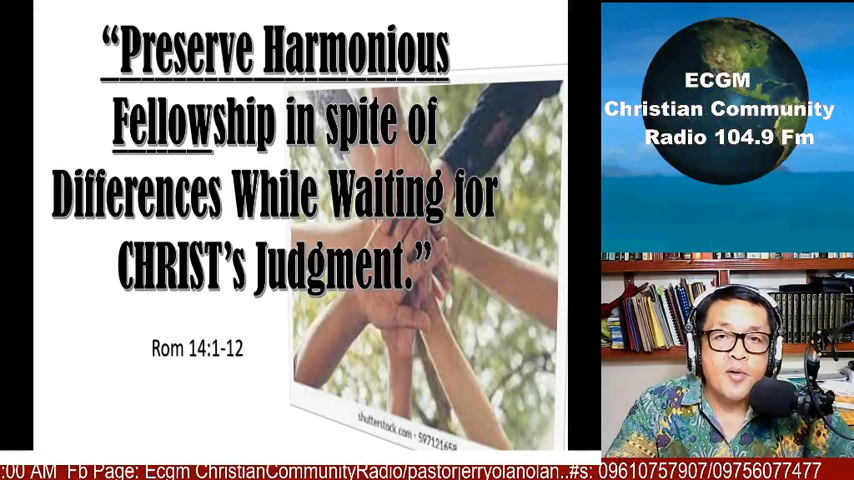 “Preserve Harmonious
Fellowship in spite of
Differences While Waiting for
CHRIST’s Judgment.”
Rom 14:1-12
shutterstock.com • 597121658
ECGM
Christian Community
Radio 104.9 Fm
:00 AM Fb Page: Ecgm ChristianCommunityRadio/pastorjerryolanolan..#s: 09610757907/09756077477